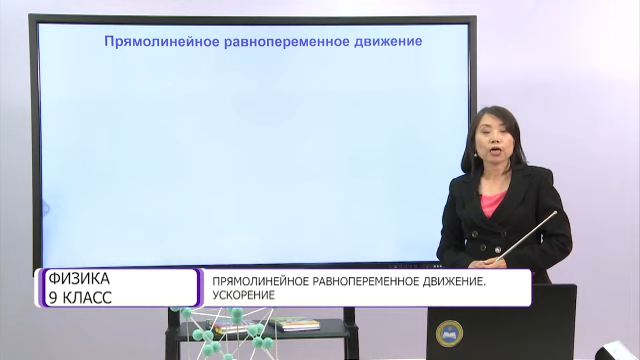 Прямолинейное равнопеременное движение
ФИЗИКА
9 КЛАСС
ПРЯМОЛИНЕЙНОЕ РАВНОПЕРЕМЕННОЕ ДВИЖЕНИЕ.
УСКОРЕНИЕ